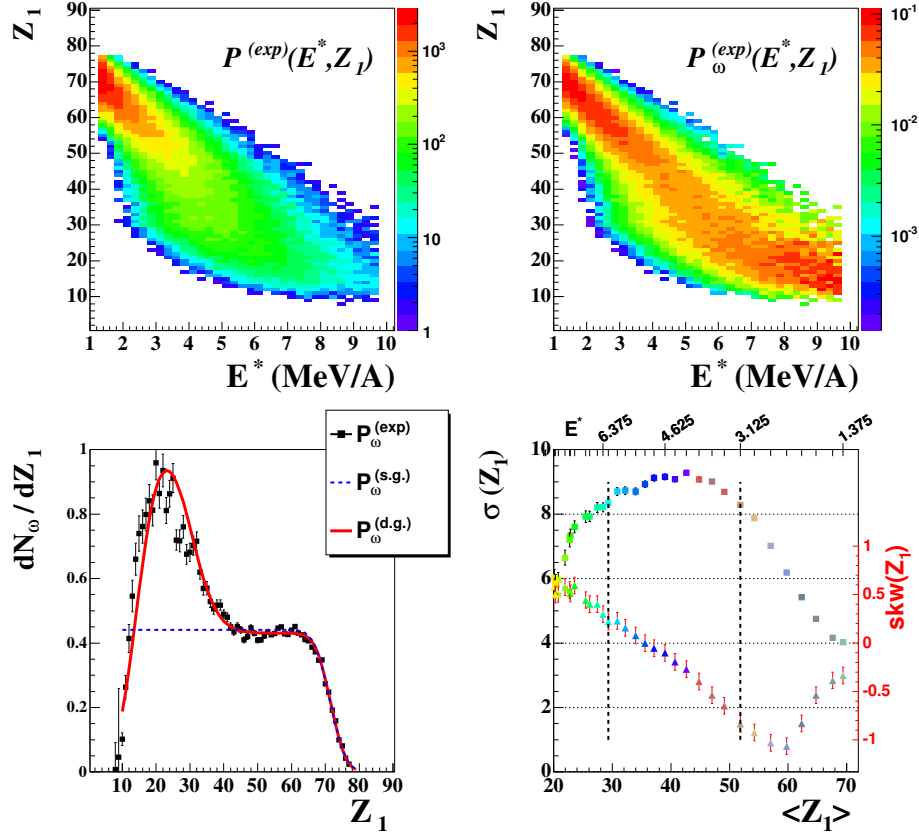 Z₁
90
80
70
60
50
40
30
20
10
P^(exp)(E*,Z₁)
10³
10²
10
1
1 2 3 4 5 6 7 8 9 10
E* (MeV/A)
Z₁
90
80
70
60
50
40
30
20
10
P_ω^(exp)(E*,Z₁)
10⁻¹
10⁻²
10⁻³
1 2 3 4 5 6 7 8 9 10
E* (MeV/A)
dN_ω / dZ₁
1
0.8
0.6
0.4
0.2
0
P_ω^(exp)
P_ω^(s.g.)
P_ω^(d.g.)
10 20 30 40 50 60 70 80 90
Z₁
E*
6.375
4.625
3.125
1.375
σ (Z₁)
10
8
6
4
2
0
1
0.5
0
-0.5
-1
skw(Z₁)
20 30 40 50 60 70
<Z₁>